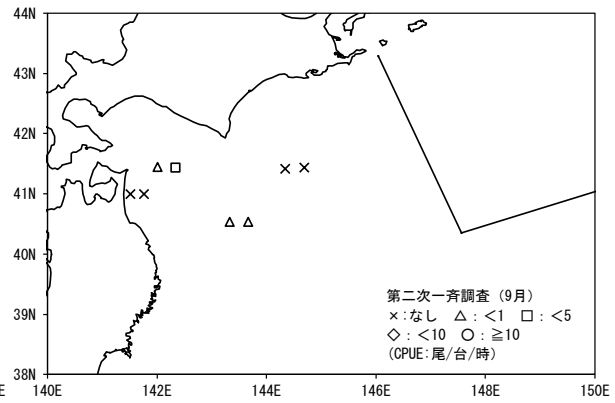 44N
43N
42N
41N
40N
39N
38N
第二次一斉調査（9月）
×:なし △：＜1 □：＜5
◇：＜10 ○：≧10
(CPUE:尾/台/時)
E 140E 142E 144E 146E 148E 150E